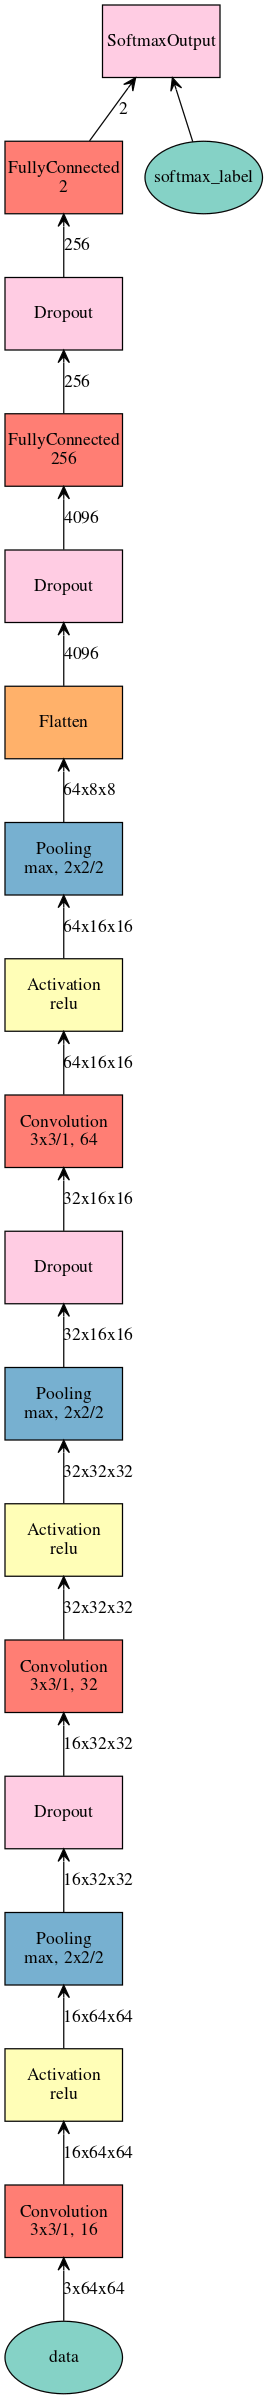 SoftmaxOutput
2
FullyConnected
2
softmax_label
256
Dropout
256
FullyConnected
256
4096
Dropout
4096
Flatten
64x8x8
Pooling
max, 2x2/2
64x16x16
Activation
relu
64x16x16
Convolution
3x3/1, 64
32x16x16
Dropout
32x16x16
Pooling
max, 2x2/2
32x32x32
Activation
relu
32x32x32
Convolution
3x3/1, 32
16x32x32
Dropout
16x32x32
Pooling
max, 2x2/2
16x64x64
Activation
relu
16x64x64
Convolution
3x3/1, 16
3x64x64
data